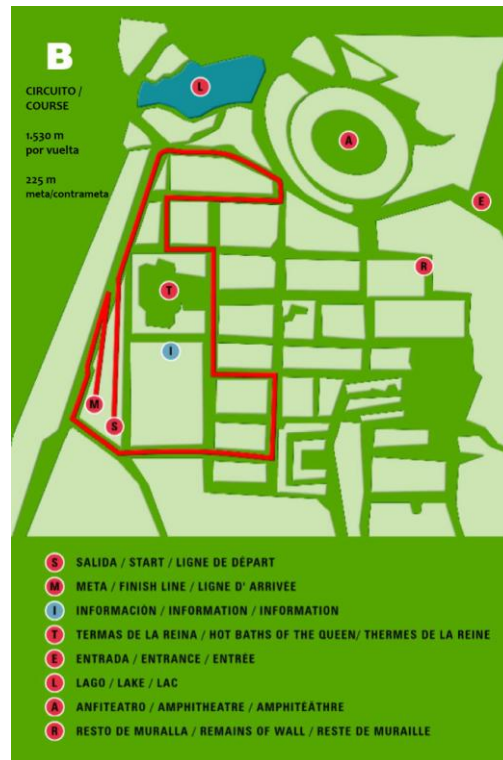 B
CIRCUITO /
COURSE
1.530 m
por vuelta
225 m
meta/contrameta
L
A
E
R
T
I
M
S
S SALIDA / START / LIGNE DE DÉPART
M META / FINISH LINE / LIGNE D' ARRIVÉE
I INFORMACIÓN / INFORMATION / INFORMATION
T TERMAS DE LA REINA / HOT BATHS OF THE QUEEN/ THERMES DE LA REINE
E ENTRADA / ENTRANCE / ENTRÉE
L LAGO / LAKE / LAC
A ANFITEATRO / AMPHITHEATRE / AMPHITÉÂTHRE
R RESTO DE MURALLA / REMAINS OF WALL / RESTE DE MURAILLE